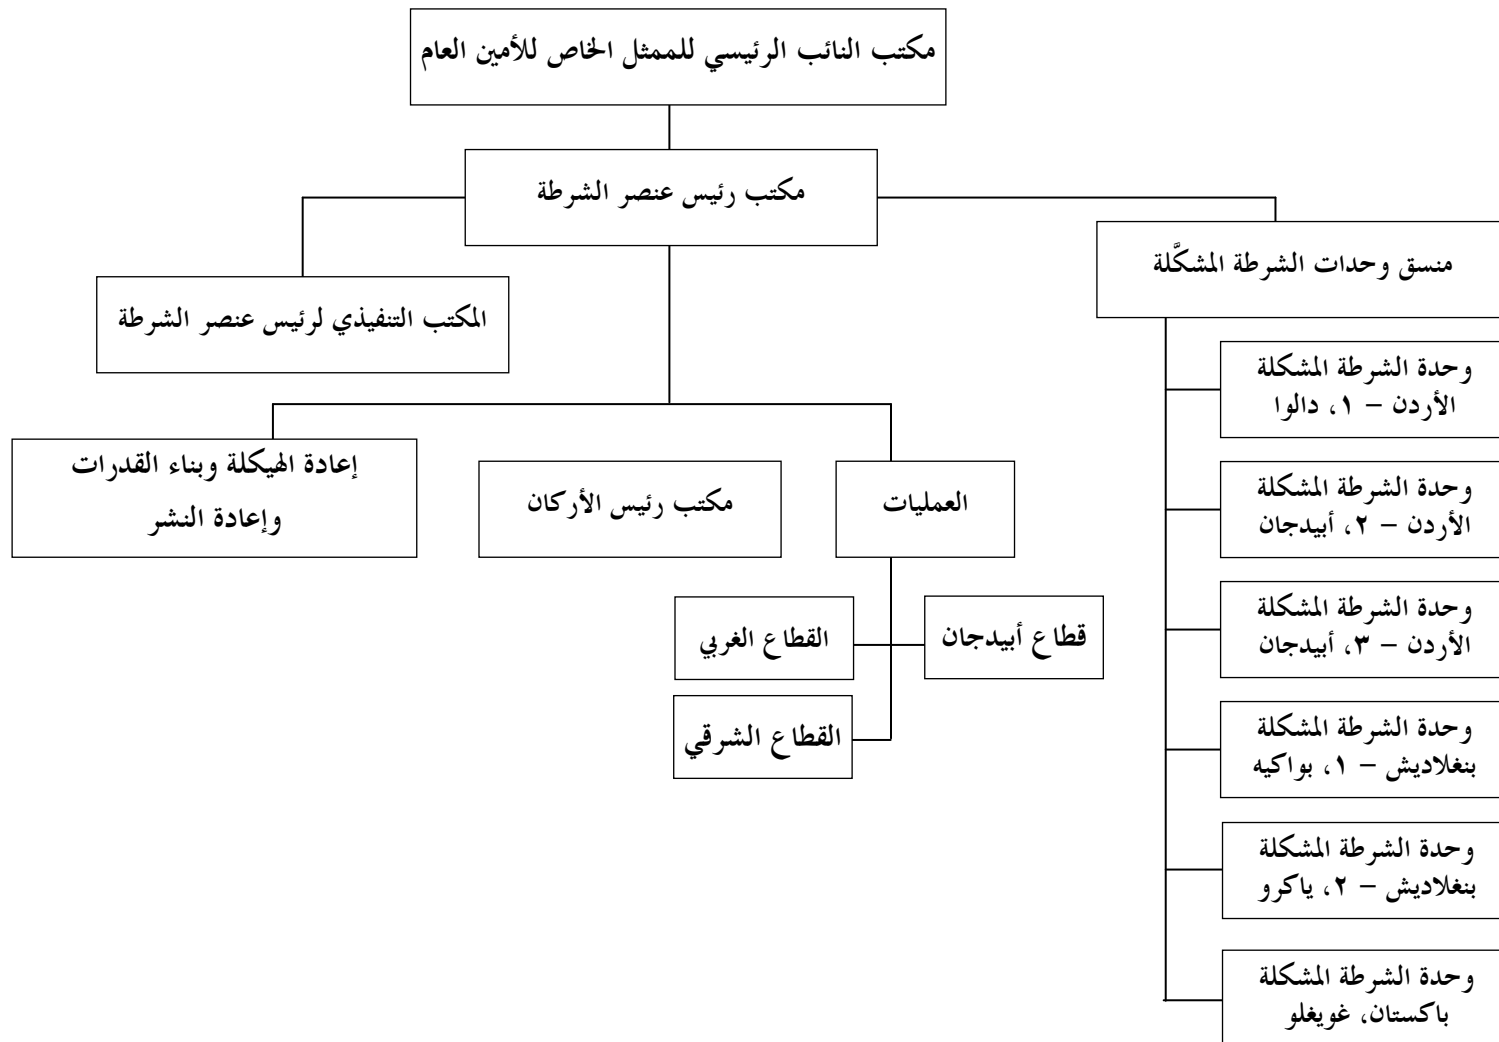 مكتب النائب الرئيسي للممثل الخاص للأمين العام
مكتب رئيس عنصر الشرطة
منسق وحدات الشرطة المشكَّلة
المكتب التنفيذي لرئيس عنصر الشرطة
وحدة الشرطة المشكلة
الأردن – ١، دالوا
العمليات
مكتب رئيس الأركان
إعادة الهيكلة وبناء القدرات
وإعادة النشر
وحدة الشرطة المشكلة
الأردن – ٢، أبيدجان
وحدة الشرطة المشكلة
الأردن – ٣، أبيدجان
قطاع أبيدجان
القطاع الغربي
القطاع الشرقي
وحدة الشرطة المشكلة
بنغلاديش – ١، بواكيه
وحدة الشرطة المشكلة
بنغلاديش – ٢، ياكرو
وحدة الشرطة المشكلة
باكستان، غويغلو